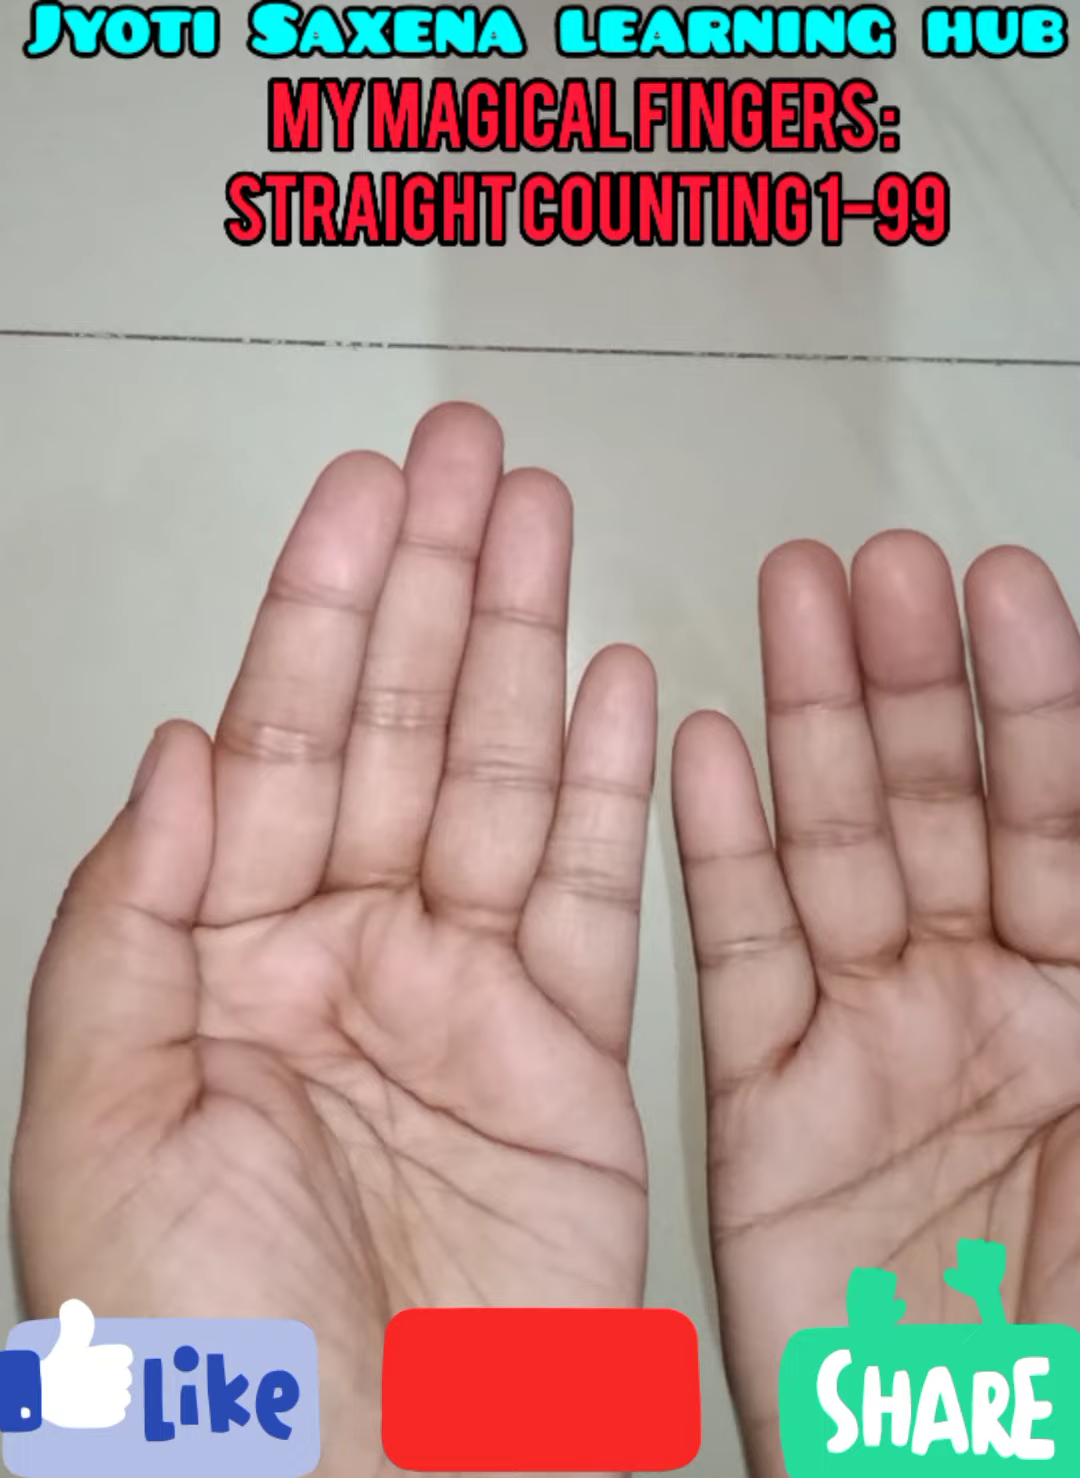 Jyoti Saxena learning hub
MY MAGICAL FINGERS:
STRAIGHT COUNTING 1-99
Like
SHARE